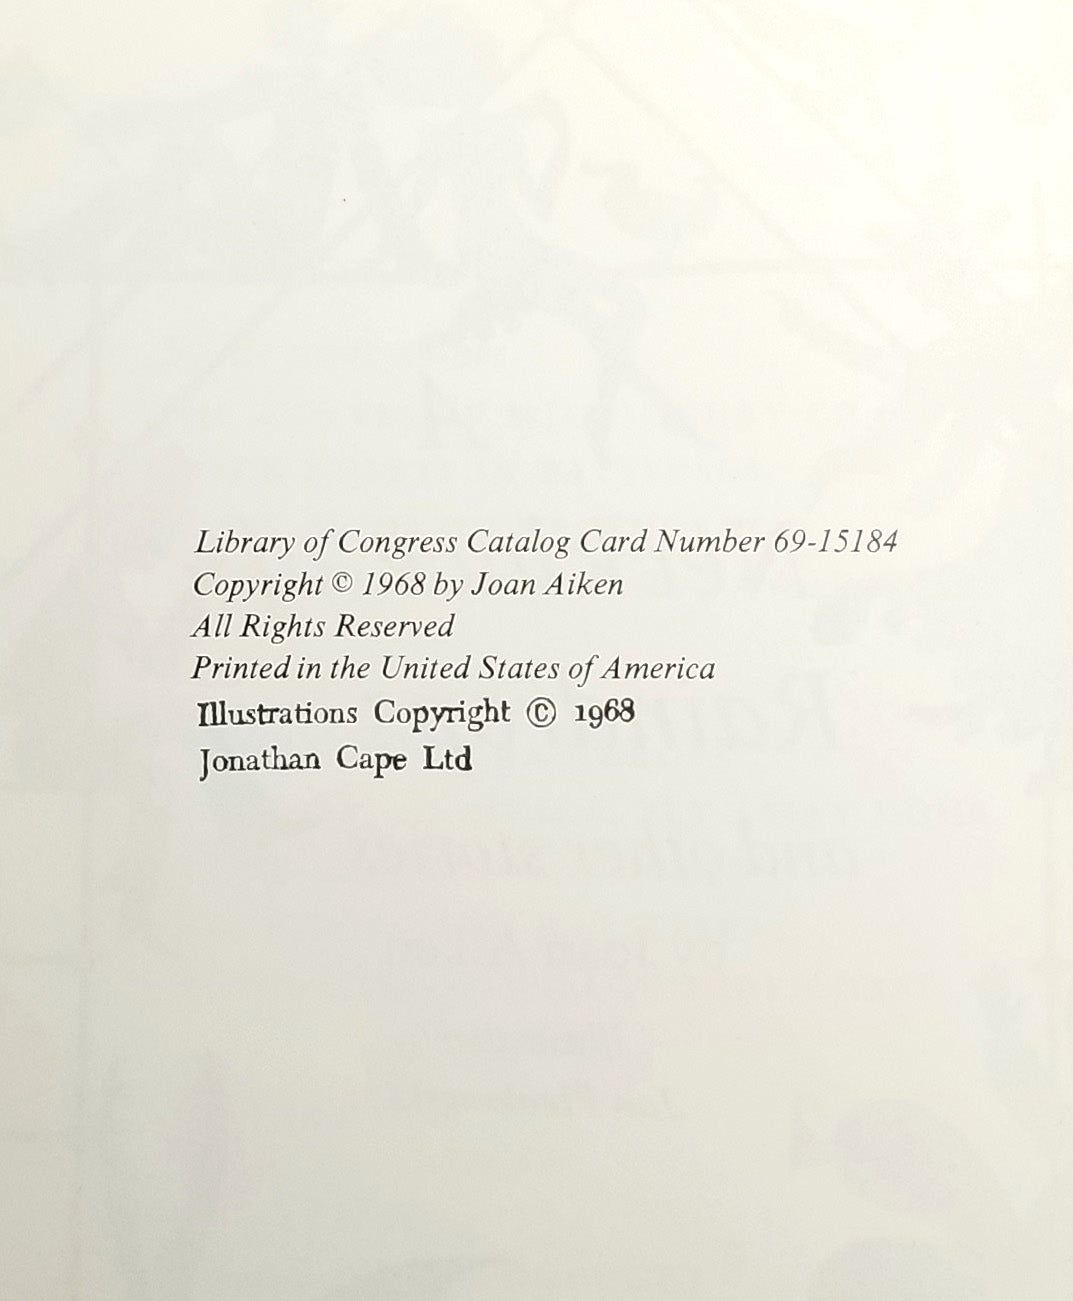 Library of Congress Catalog Card Number 69-15184
Copyright © 1968 by Joan Aiken
All Rights Reserved
Printed in the United States of America
Illustrations Copyright © 1968
Jonathan Cape Ltd